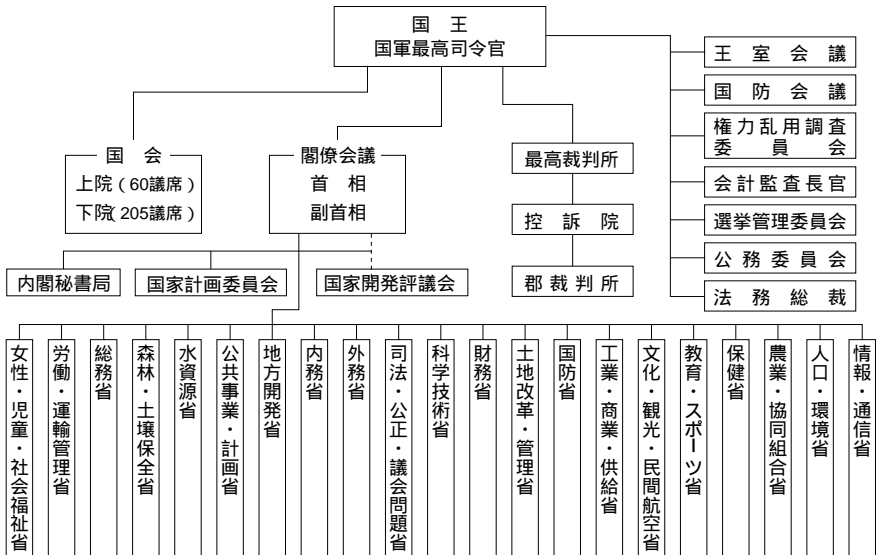 国王
国軍最高司令官
王室会議
国防会議
権力乱用調査
委員会
会計監査長官
選挙管理委員会
公務委員会
法務総裁
国会
上院(60議席)
下院(205議席)
閣僚会議
首相
副首相
最高裁判所
控訴院
郡裁判所
内閣秘書局
国家計画委員会
国家開発評議会
女性・児童・社会福祉省
労働・運輸管理省
総務省
森林・土壌保全省
水資源省
公共事業・計画省
地方開発省
内務省
外務省
司法・公正・議会問題省
科学技術省
財務省
土地改革・管理省
国防省
工業・商業・供給省
文化・観光・民間航空省
教育・スポーツ省
保健省
農業・協同組合省
人口・環境省
情報・通信省